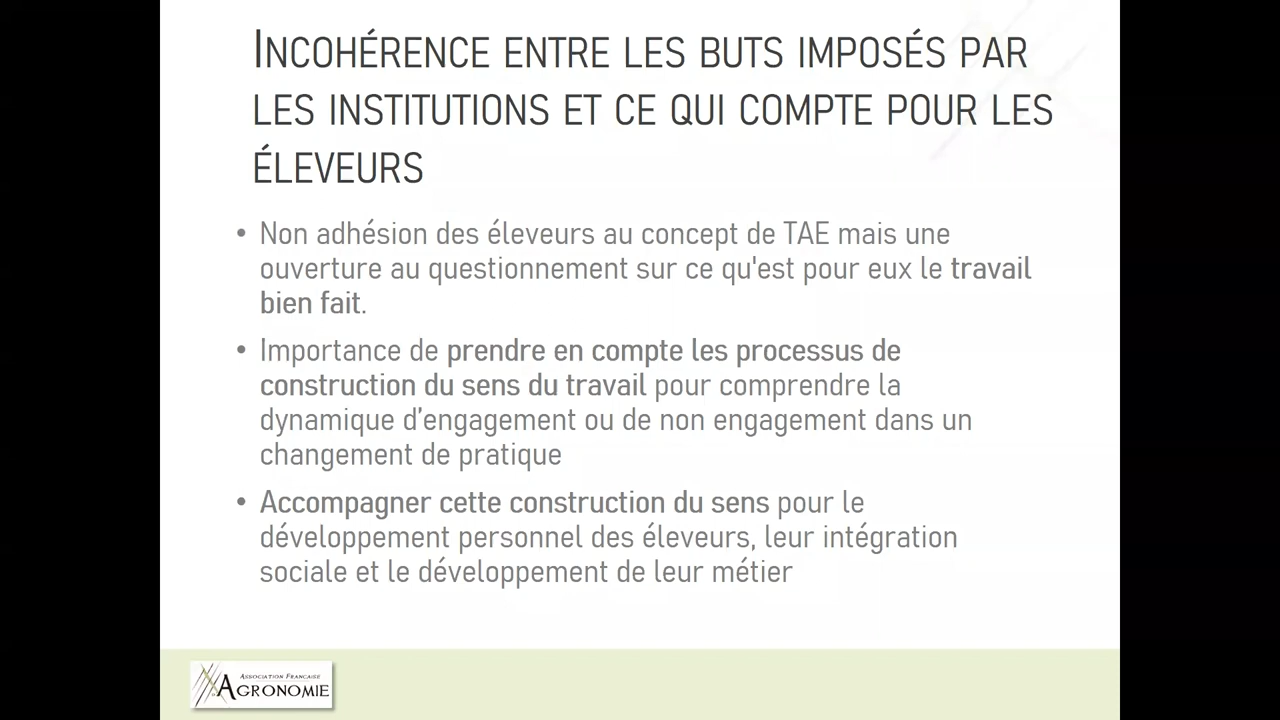 INCOHÉRENCE ENTRE LES BUTS IMPOSÉS PAR
LES INSTITUTIONS ET CE QUI COMPTE POUR LES
ÉLEVEURS
• Non adhésion des éleveurs au concept de TAE mais une
ouverture au questionnement sur ce qu'est pour eux le travail
bien fait.
• Importance de prendre en compte les processus de
construction du sens du travail pour comprendre la
dynamique d’engagement ou de non engagement dans un
changement de pratique
• Accompagner cette construction du sens pour le
développement personnel des éleveurs, leur intégration
sociale et le développement de leur métier
ASSOCIATION FRANÇAISE
AGRONOMIE